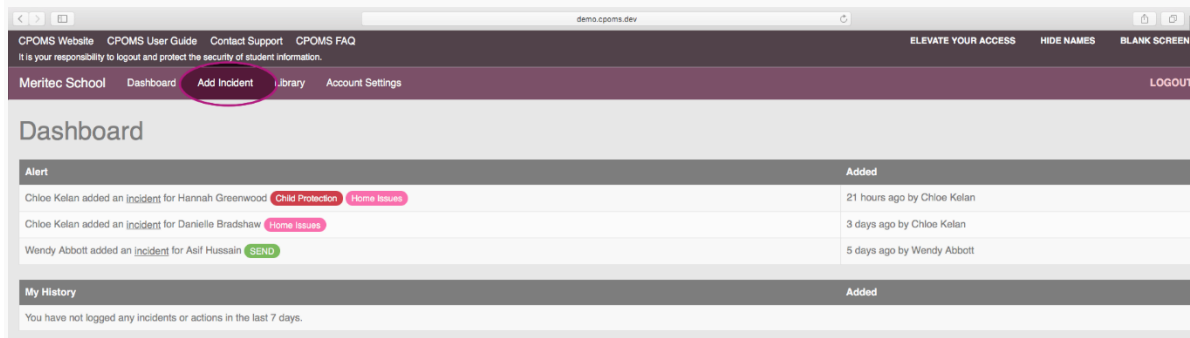 demo.cpoms.dev
CPOMS Website CPOMS User Guide Contact Support CPOMS FAQ ELEVATE YOUR ACCESS HIDE NAMES BLANK SCREEN
It is your responsibility to logout and protect the security of student information.
Meritec School Dashboard Add Incident Library Account Settings LOGOUT
Dashboard
Alert Added
Chloe Kelan added an incident for Hannah Greenwood Child Protection Home Issues 21 hours ago by Chloe Kelan
Chloe Kelan added an incident for Danielle Bradshaw Home Issues 3 days ago by Chloe Kelan
Wendy Abbott added an incident for Asif Hussain SEND 5 days ago by Wendy Abbott
My History Added
You have not logged any incidents or actions in the last 7 days.